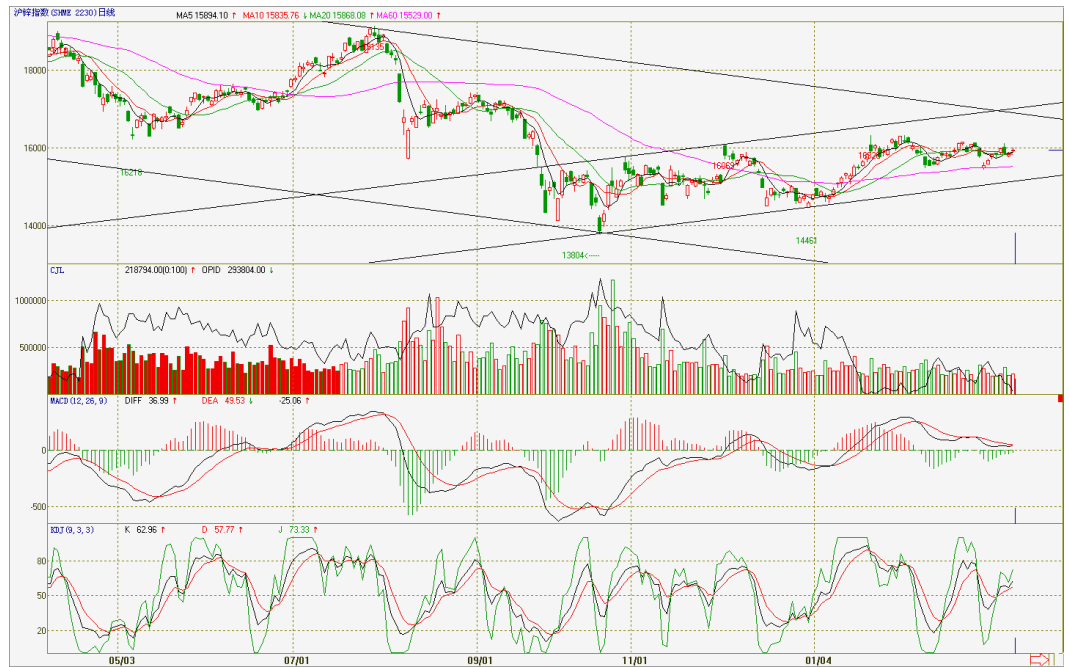 沪锌指数(SHME 2230)日线 MA5 15894.10 ↑ MA10 15835.76 ↓ MA20 15868.08 ↑ MA60 15529.00 ↑
18000
16000
16218
14000
14461
13804<-----
CJL 218794.00(0:100) ↑ OPID 293804.00 ↓
1000000
500000
MACD(12,26,9) DIFF 36.99 ↑ DEA 49.53 ↓ -25.06 ↑
0
-500
KDJ(9,3,3) K 62.96 ↑ D 57.77 ↑ J 73.33 ↑
80
50
20
05/03 07/01 09/01 11/01 01/04